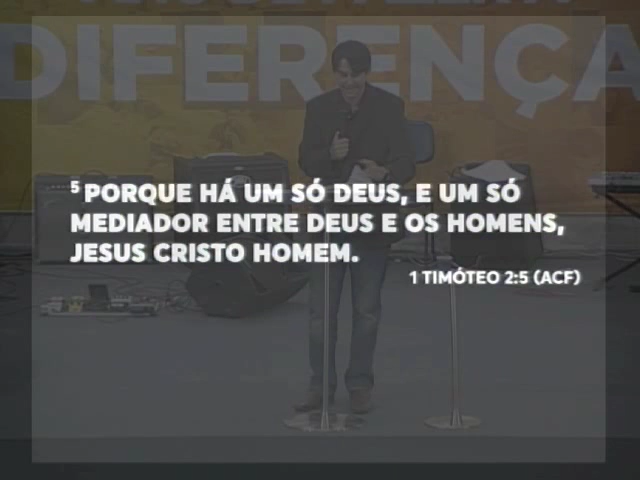 DIFERENÇA
⁵ PORQUE HÁ UM SÓ DEUS, E UM SÓ
MEDIADOR ENTRE DEUS E OS HOMENS,
JESUS CRISTO HOMEM.
1 TIMÓTEO 2:5 (ACF)